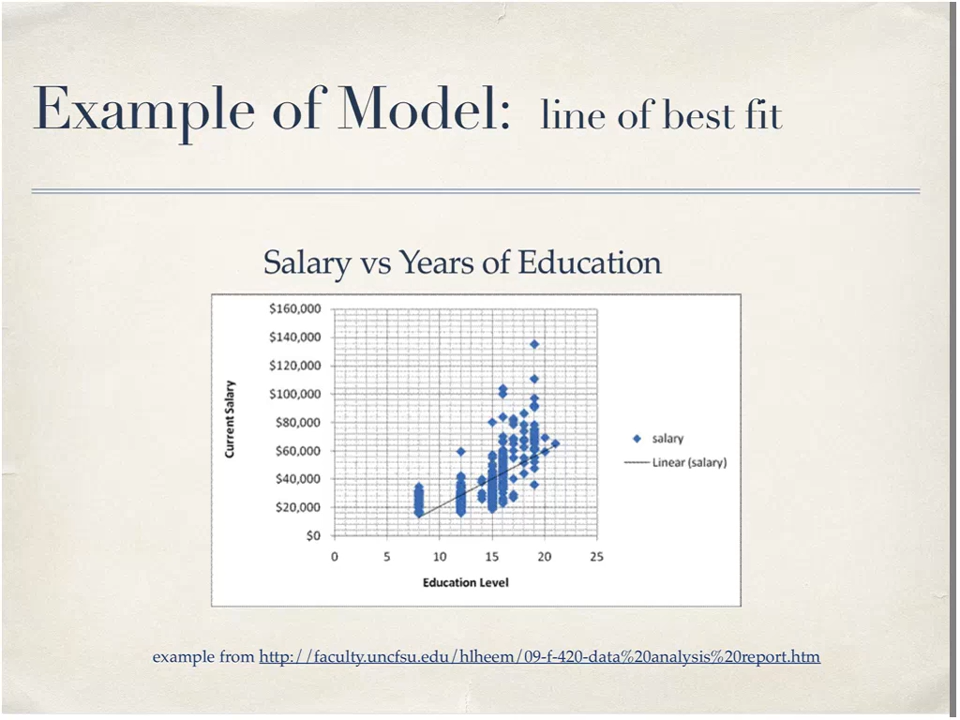 Example of Model: line of best fit
Salary vs Years of Education
$160,000
$140,000
$120,000
$100,000
$80,000
$60,000
$40,000
$20,000
$0
Current Salary
0 5 10 15 20 25
Education Level
salary
Linear (salary)
example from http://faculty.uncfsu.edu/hlheem/09-f-420-data%20analysis%20report.htm